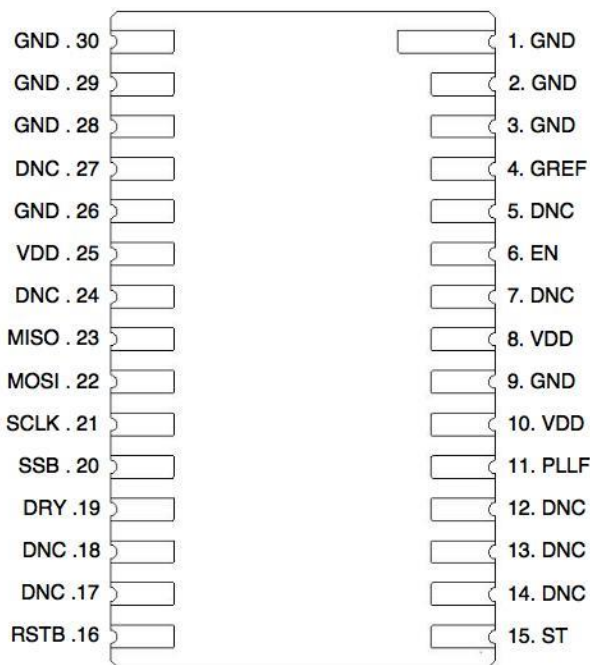 GND . 30 1. GND
GND . 29 2. GND
GND . 28 3. GND
DNC . 27 4. GREF
GND . 26 5. DNC
VDD . 25 6. EN
DNC . 24 7. DNC
MISO . 23 8. VDD
MOSI . 22 9. GND
SCLK . 21 10. VDD
SSB . 20 11. PLLF
DRY .19 12. DNC
DNC .18 13. DNC
DNC .17 14. DNC
RSTB .16 15. ST